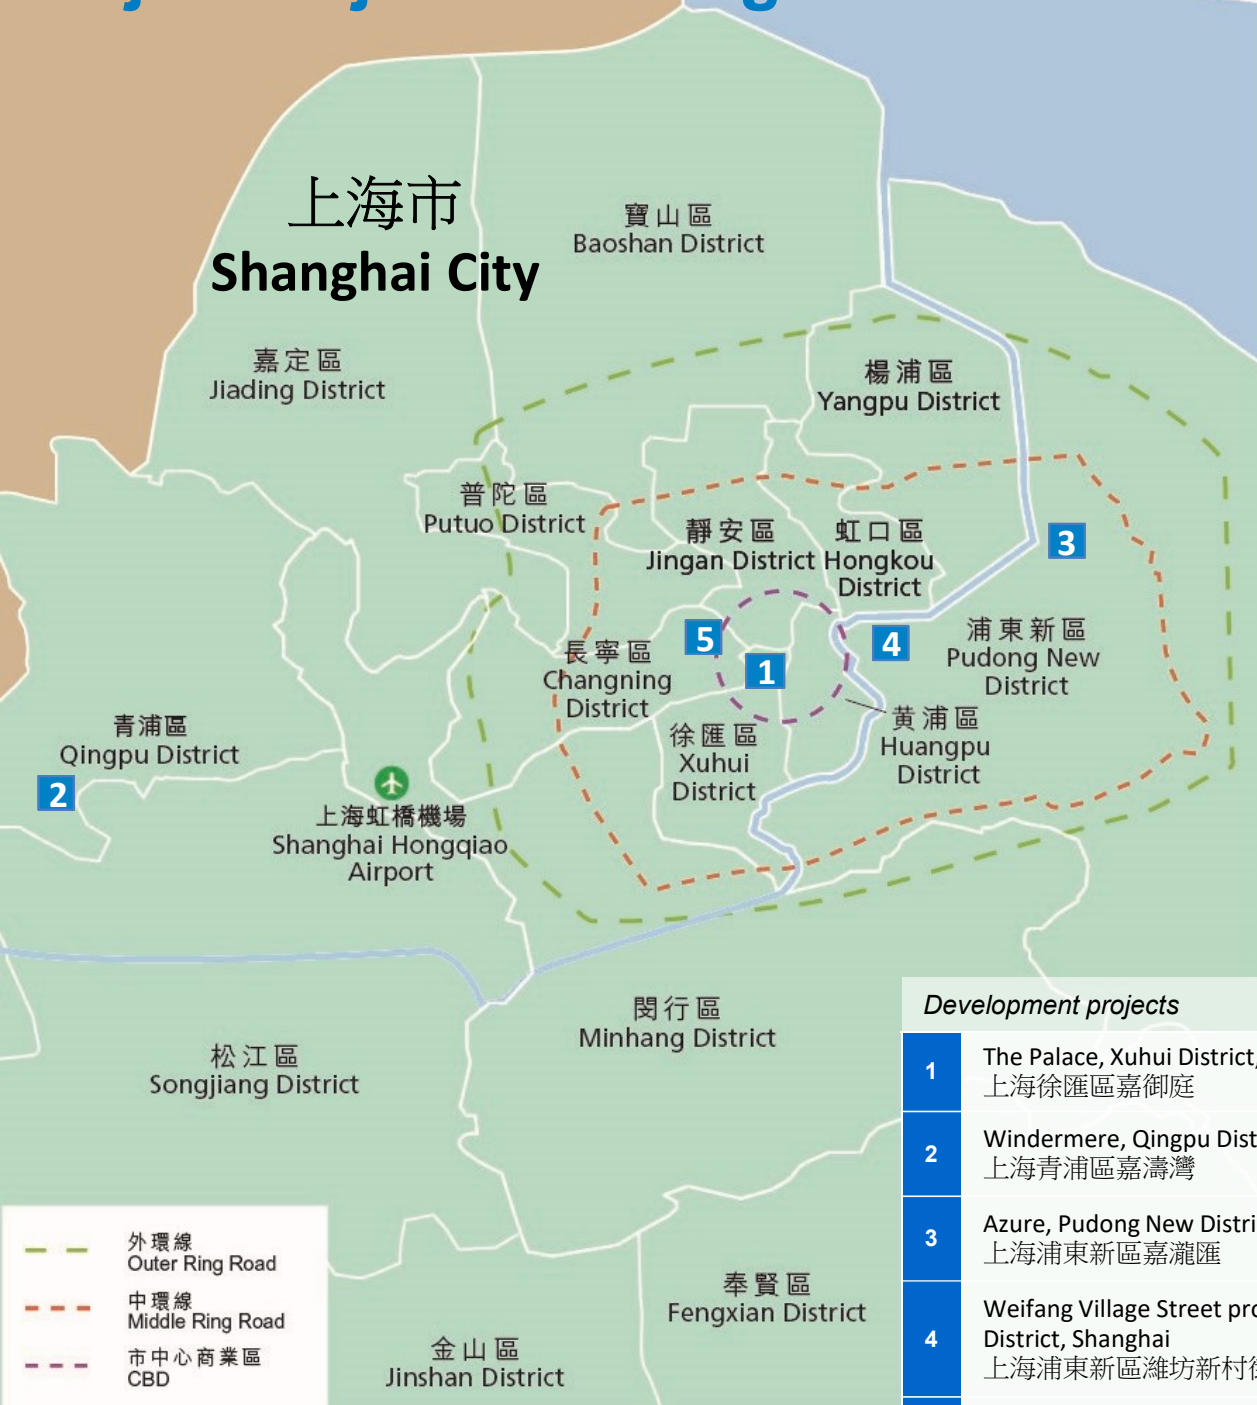 上海市
Shanghai City
寶山區
Baoshan District
嘉定區
Jiading District
楊浦區
Yangpu District
普陀區
Putuo District
靜安區
Jingan District
虹口區
Hongkou
District
3
浦東新區
Pudong New
District
5
4
1
長寧區
Changning
District
徐匯區
Xuhui
District
黄浦區
Huangpu
District
青浦區
Qingpu District
2
上海虹橋機場
Shanghai Hongqiao
Airport
閔行區
Minhang District
松江區
Songjiang District
奉賢區
Fengxian District
金山區
Jinshan District
外環線
Outer Ring Road
中環線
Middle Ring Road
市中心商業區
CBD
Development projects
1
The Palace, Xuhui District,
上海徐匯區嘉御庭
2
Windermere, Qingpu Dist
上海青浦區嘉濤灣
3
Azure, Pudong New Distri
上海浦東新區嘉瀧匯
4
Weifang Village Street pro
District, Shanghai
上海浦東新區濰坊新村